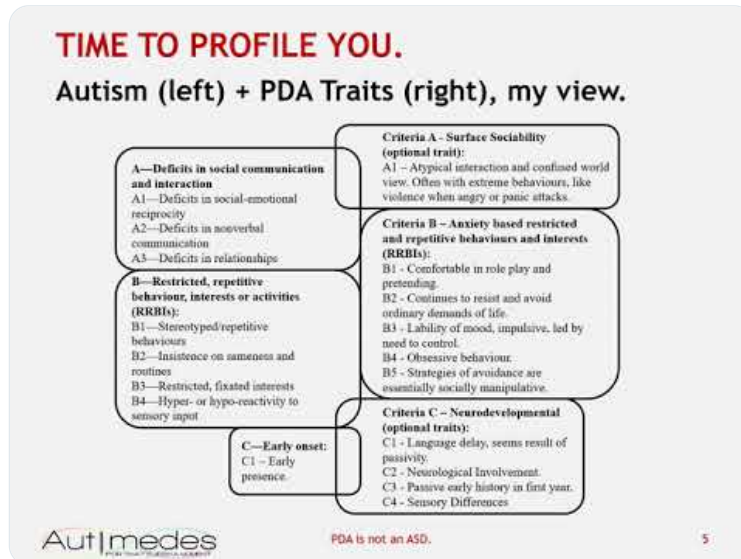 TIME TO PROFILE YOU.
Autism (left) + PDA Traits (right), my view.
A—Deficits in social communication
and interaction
A1—Deficits in social-emotional
reciprocity
A2—Deficits in nonverbal
communication
A3—Deficits in relationships
B—Restricted, repetitive
behaviour, interests or activities
(RRBIs):
B1—Stereotyped/repetitive
behaviours
B2—Insistence on sameness and
routines
B3—Restricted, fixated interests
B4—Hyper- or hypo-reactivity to
sensory input
C—Early onset:
C1 – Early
presence.
Criteria A - Surface Sociability
(optional trait):
A1 – Atypical interaction and confused world
view. Often with extreme behaviours, like
violence when angry or panic attacks.
Criteria B – Anxiety based restricted
and repetitive behaviours and interests
(RRBIs):
B1 - Comfortable in role play and
pretending.
B2 - Continues to resist and avoid
ordinary demands of life.
B3 - Lability of mood, impulsive, led by
need to control.
B4 - Obsessive behaviour.
B5 - Strategies of avoidance are
essentially socially manipulative.
Criteria C – Neurodevelopmental
(optional traits):
C1 - Language delay, seems result of
passivity.
C2 - Neurological Involvement.
C3 - Passive early history in first year.
C4 - Sensory Differences
Aut|medes
PDA is not an ASD.
5